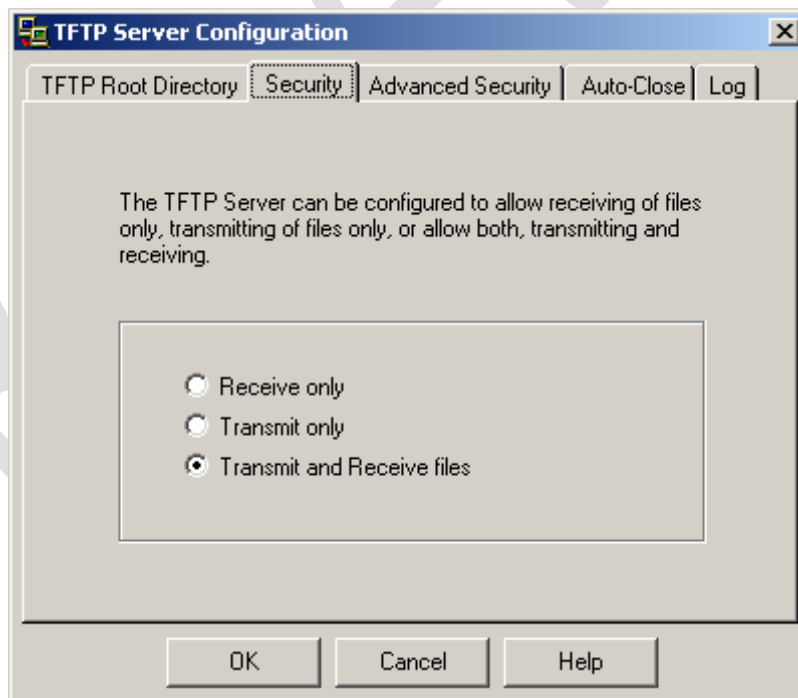 TFTP Server Configuration
TFTP Root Directory Security Advanced Security Auto-Close Log
The TFTP Server can be configured to allow receiving of files
only, transmitting of files only, or allow both, transmitting and
receiving.
Receive only
Transmit only
Transmit and Receive files
OK Cancel Help